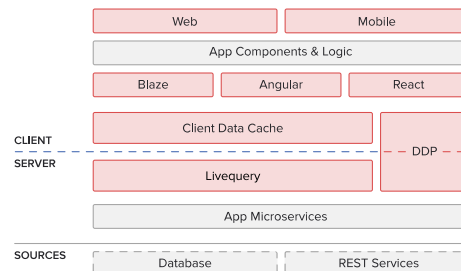 Web Mobile
App Components & Logic
Blaze Angular React
Client Data Cache
CLIENT
DDP
SERVER
Livequery
App Microservices
SOURCES
Database REST Services